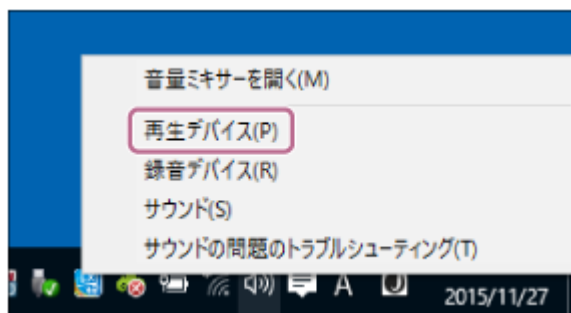 音量ミキサーを開く(M)
再生デバイス(P)
録音デバイス(R)
サウンド(S)
サウンドの問題のトラブルシューティング(T)
A
2015/11/27